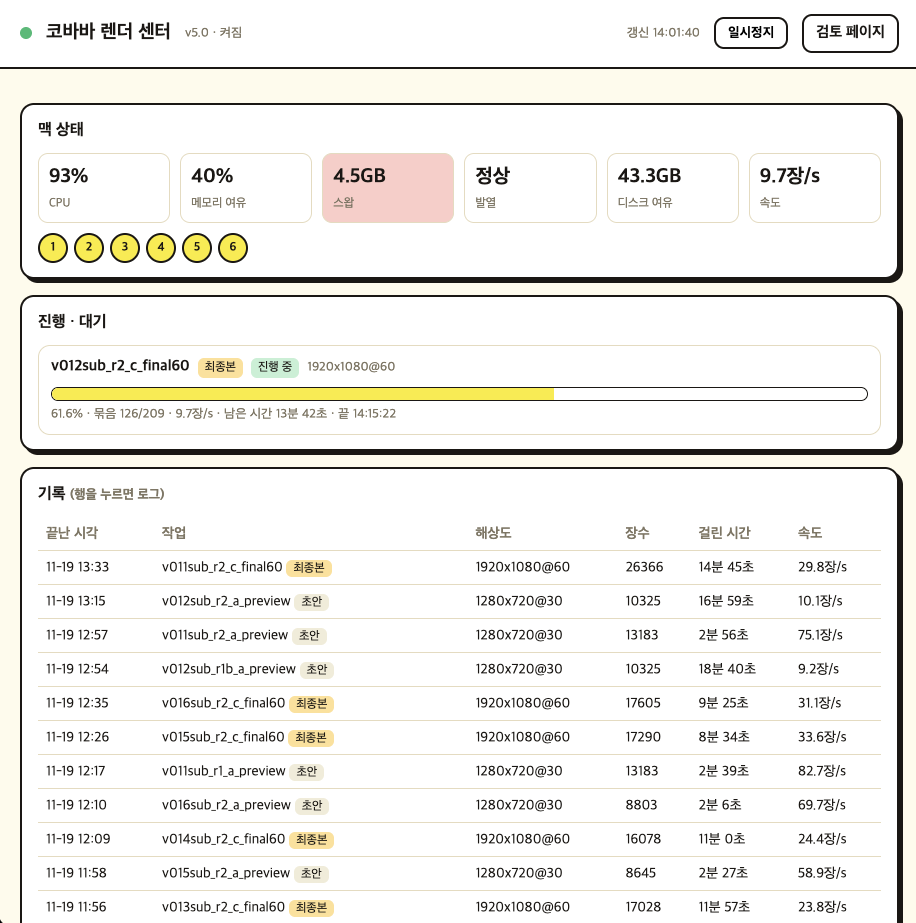 코바바 렌더 센터 v5.0 · 켜짐 갱신 14:01:40 일시정지 검토 페이지
맥 상태
93% 40% 4.5GB 정상 43.3GB 9.7장/s
CPU 메모리 여유 스왑 발열 디스크 여유 속도
1 2 3 4 5 6
진행 · 대기
v012sub_r2_c_final60 최종본 진행 중 1920x1080@60
61.6% · 묶음 126/209 · 9.7장/s · 남은 시간 13분 42초 · 끝 14:15:22
기록 (행을 누르면 로그)
끝난 시각 작업 해상도 장수 걸린 시간 속도
11-19 13:33 v011sub_r2_c_final60 최종본 1920x1080@60 26366 14분 45초 29.8장/s
11-19 13:15 v012sub_r2_a_preview 초안 1280x720@30 10325 16분 59초 10.1장/s
11-19 12:57 v011sub_r2_a_preview 초안 1280x720@30 13183 2분 56초 75.1장/s
11-19 12:54 v012sub_r1b_a_preview 초안 1280x720@30 10325 18분 40초 9.2장/s
11-19 12:35 v016sub_r2_c_final60 최종본 1920x1080@60 17605 9분 25초 31.1장/s
11-19 12:26 v015sub_r2_c_final60 최종본 1920x1080@60 17290 8분 34초 33.6장/s
11-19 12:17 v011sub_r1_a_preview 초안 1280x720@30 13183 2분 39초 82.7장/s
11-19 12:10 v016sub_r2_a_preview 초안 1280x720@30 8803 2분 6초 69.7장/s
11-19 12:09 v014sub_r2_c_final60 최종본 1920x1080@60 16078 11분 0초 24.4장/s
11-19 11:58 v015sub_r2_a_preview 초안 1280x720@30 8645 2분 27초 58.9장/s
11-19 11:56 v013sub_r2_c_final60 최종본 1920x1080@60 17028 11분 57초 23.8장/s